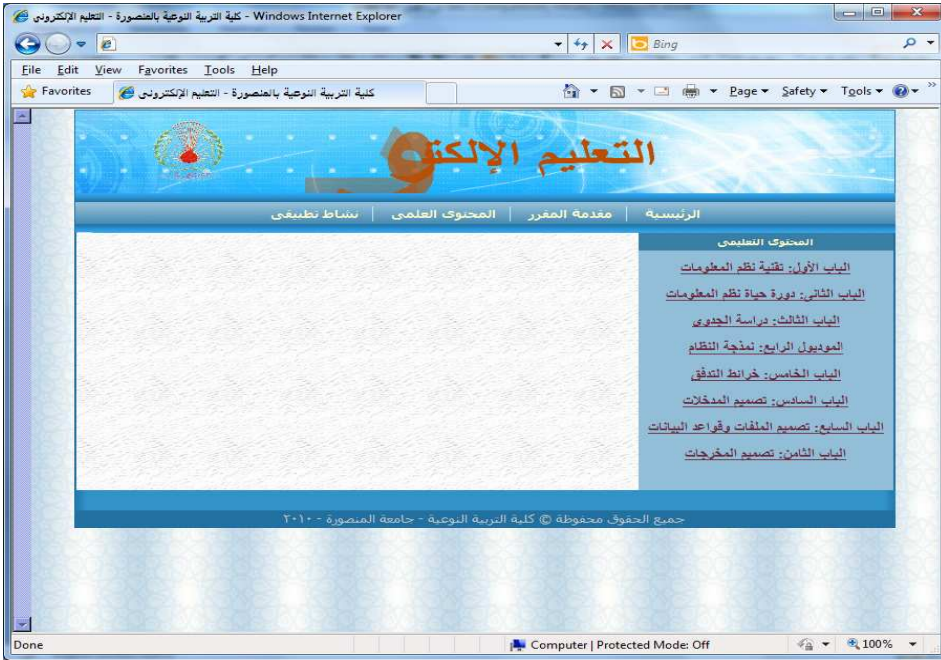 كلية التربية النوعية بالمنصورة - التعليم الإلكترونى - Windows Internet Explorer
Bing
File Edit View Favorites Tools Help
Favorites
كلية التربية النوعية بالمنصورة - التعليم الإلكترونى
Page Safety Tools
التعليم الإلكترو
الرئيسية | مقدمة المقرر | المحتوى العلمى | نشاط تطبيقى
المحتوى التعليمى
الباب الأول: تقنية نظم المعلومات
الباب الثانى: دورة حياة نظم المعلومات
الباب الثالث: دراسة الجدوى
الموديول الرابع: نمذجة النظام
الباب الخامس: خرائط التدفق
الباب السادس: تصميم المدخلات
الباب السابع: تصميم الملفات وقواعد البيانات
الباب الثامن: تصميم المخرجات
جميع الحقوق محفوظة © كلية التربية النوعية - جامعة المنصورة - ٢٠١٠
Done
Computer | Protected Mode: Off
100%